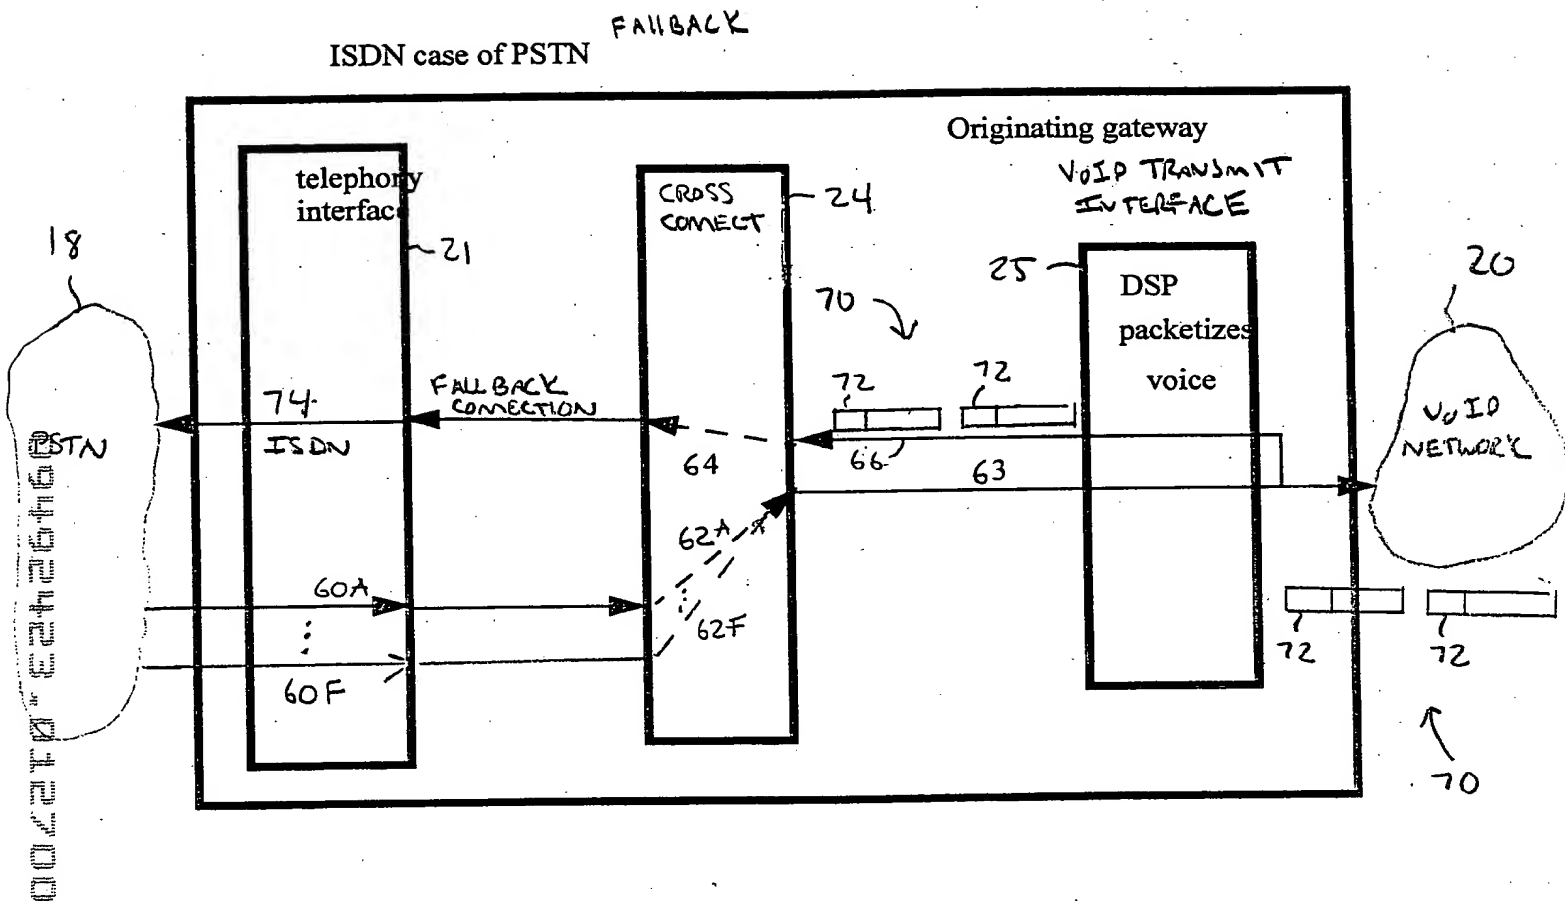 FAllBACK
ISDN case of PSTN
Originating gateway
telephony
interface
21
CROSS
CONNECT
24
VoIP TRANSMIT
INTERFACE
25
DSP
packetizes
voice
18
20
70
72
72
FALLBACK
CONNECTION
74
ISDN
PSTN
VoIP
NETWORK
64
66
63
62A
62F
60A
60F
72
72
70
09492423.012700